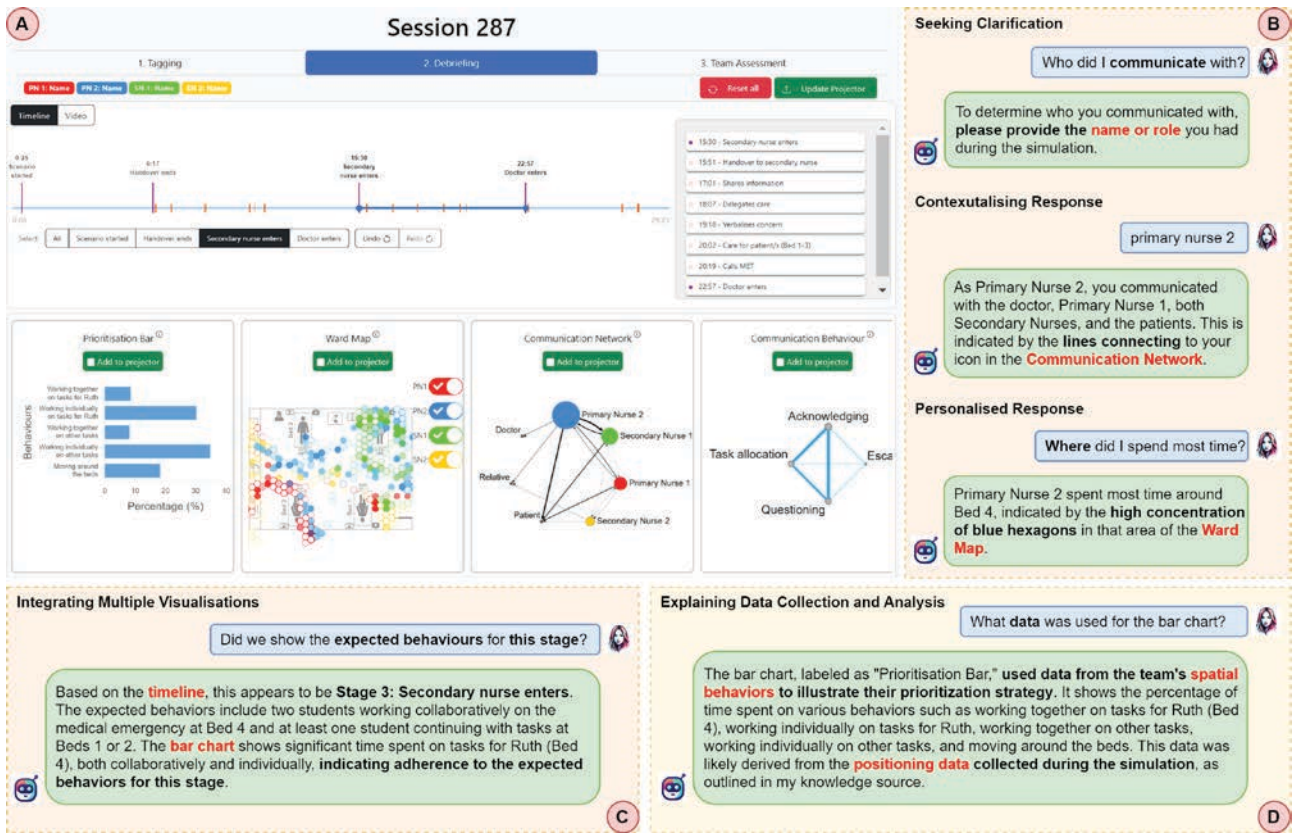 A
Session 287
1. Tagging
2. Debriefing
3. Team Assessment
PN 1: Name
PN 2: Name
SN 1: Name
SN 2: Name
Reset all
Update Projector
Timeline
Video
0:25
Scenario
started
6:17
Handover ends
15:30
Secondary
nurse enters
22:57
Doctor enters
Select:
All
Scenario started
Handover ends
Secondary nurse enters
Doctor enters
Undo
Redo
15:30 - Secondary nurse enters
15:51 - Handover to secondary nurse
17:01 - Shares information
18:07 - Delegates care
19:18 - Verbalises concern
20:02 - Care for patient/s (Bed 1-3)
20:19 - Calls MET
22:57 - Doctor enters
Prioritisation Bar
Add to projector
Behaviours
Working together
on tasks for Ruth
Working individually
on tasks for Ruth
Working together
on other tasks
Working individually
on other tasks
Moving around
the beds
0
10
20
30
40
Percentage (%)
Ward Map
Add to projector
PN1
PN2
SN1
SN2
Communication Network
Add to projector
Primary Nurse 2
Doctor
Secondary Nurse 1
Relative
Primary Nurse 1
Patient
Secondary Nurse 2
Communication Behaviour
Add to projector
Acknowledging
Task allocation
Esca
Questioning
B
Seeking Clarification
Who did I communicate with?
To determine who you communicated with,
please provide the name or role you had
during the simulation.
Contexutalising Response
primary nurse 2
As Primary Nurse 2, you communicated
with the doctor, Primary Nurse 1, both
Secondary Nurses, and the patients. This is
indicated by the lines connecting to your
icon in the Communication Network.
Personalised Response
Where did I spend most time?
Primary Nurse 2 spent most time around
Bed 4, indicated by the high concentration
of blue hexagons in that area of the Ward
Map.
Integrating Multiple Visualisations
Did we show the expected behaviours for this stage?
Based on the timeline, this appears to be Stage 3: Secondary nurse enters.
The expected behaviors include two students working collaboratively on the
medical emergency at Bed 4 and at least one student continuing with tasks at
Beds 1 or 2. The bar chart shows significant time spent on tasks for Ruth (Bed
4), both collaboratively and individually, indicating adherence to the expected
behaviors for this stage.
C
Explaining Data Collection and Analysis
What data was used for the bar chart?
The bar chart, labeled as "Prioritisation Bar," used data from the team's spatial
behaviors to illustrate their prioritization strategy. It shows the percentage of
time spent on various behaviors such as working together on tasks for Ruth (Bed
4), working individually on tasks for Ruth, working together on other tasks,
working individually on other tasks, and moving around the beds. This data was
likely derived from the positioning data collected during the simulation, as
outlined in my knowledge source.
D